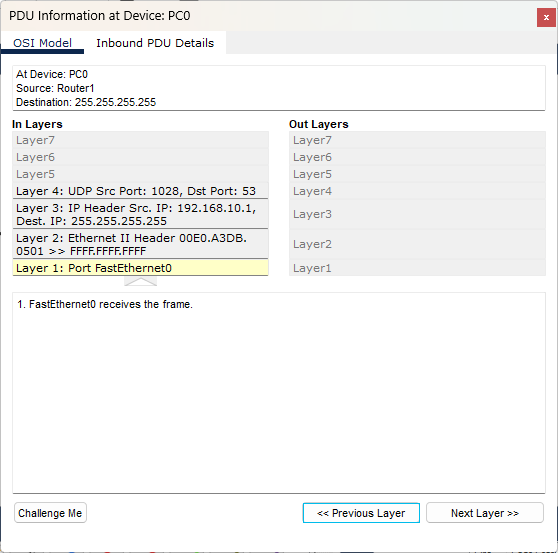 PDU Information at Device: PC0
x
OSI Model
Inbound PDU Details
At Device: PC0
Source: Router1
Destination: 255.255.255.255
In Layers
Layer7
Layer6
Layer5
Layer 4: UDP Src Port: 1028, Dst Port: 53
Layer 3: IP Header Src. IP: 192.168.10.1,
Dest. IP: 255.255.255.255
Layer 2: Ethernet II Header 00E0.A3DB.
0501 >> FFFF.FFFF.FFFF
Layer 1: Port FastEthernet0
Out Layers
Layer7
Layer6
Layer5
Layer4
Layer3
Layer2
Layer1
1. FastEthernet0 receives the frame.
Challenge Me
<< Previous Layer
Next Layer >>